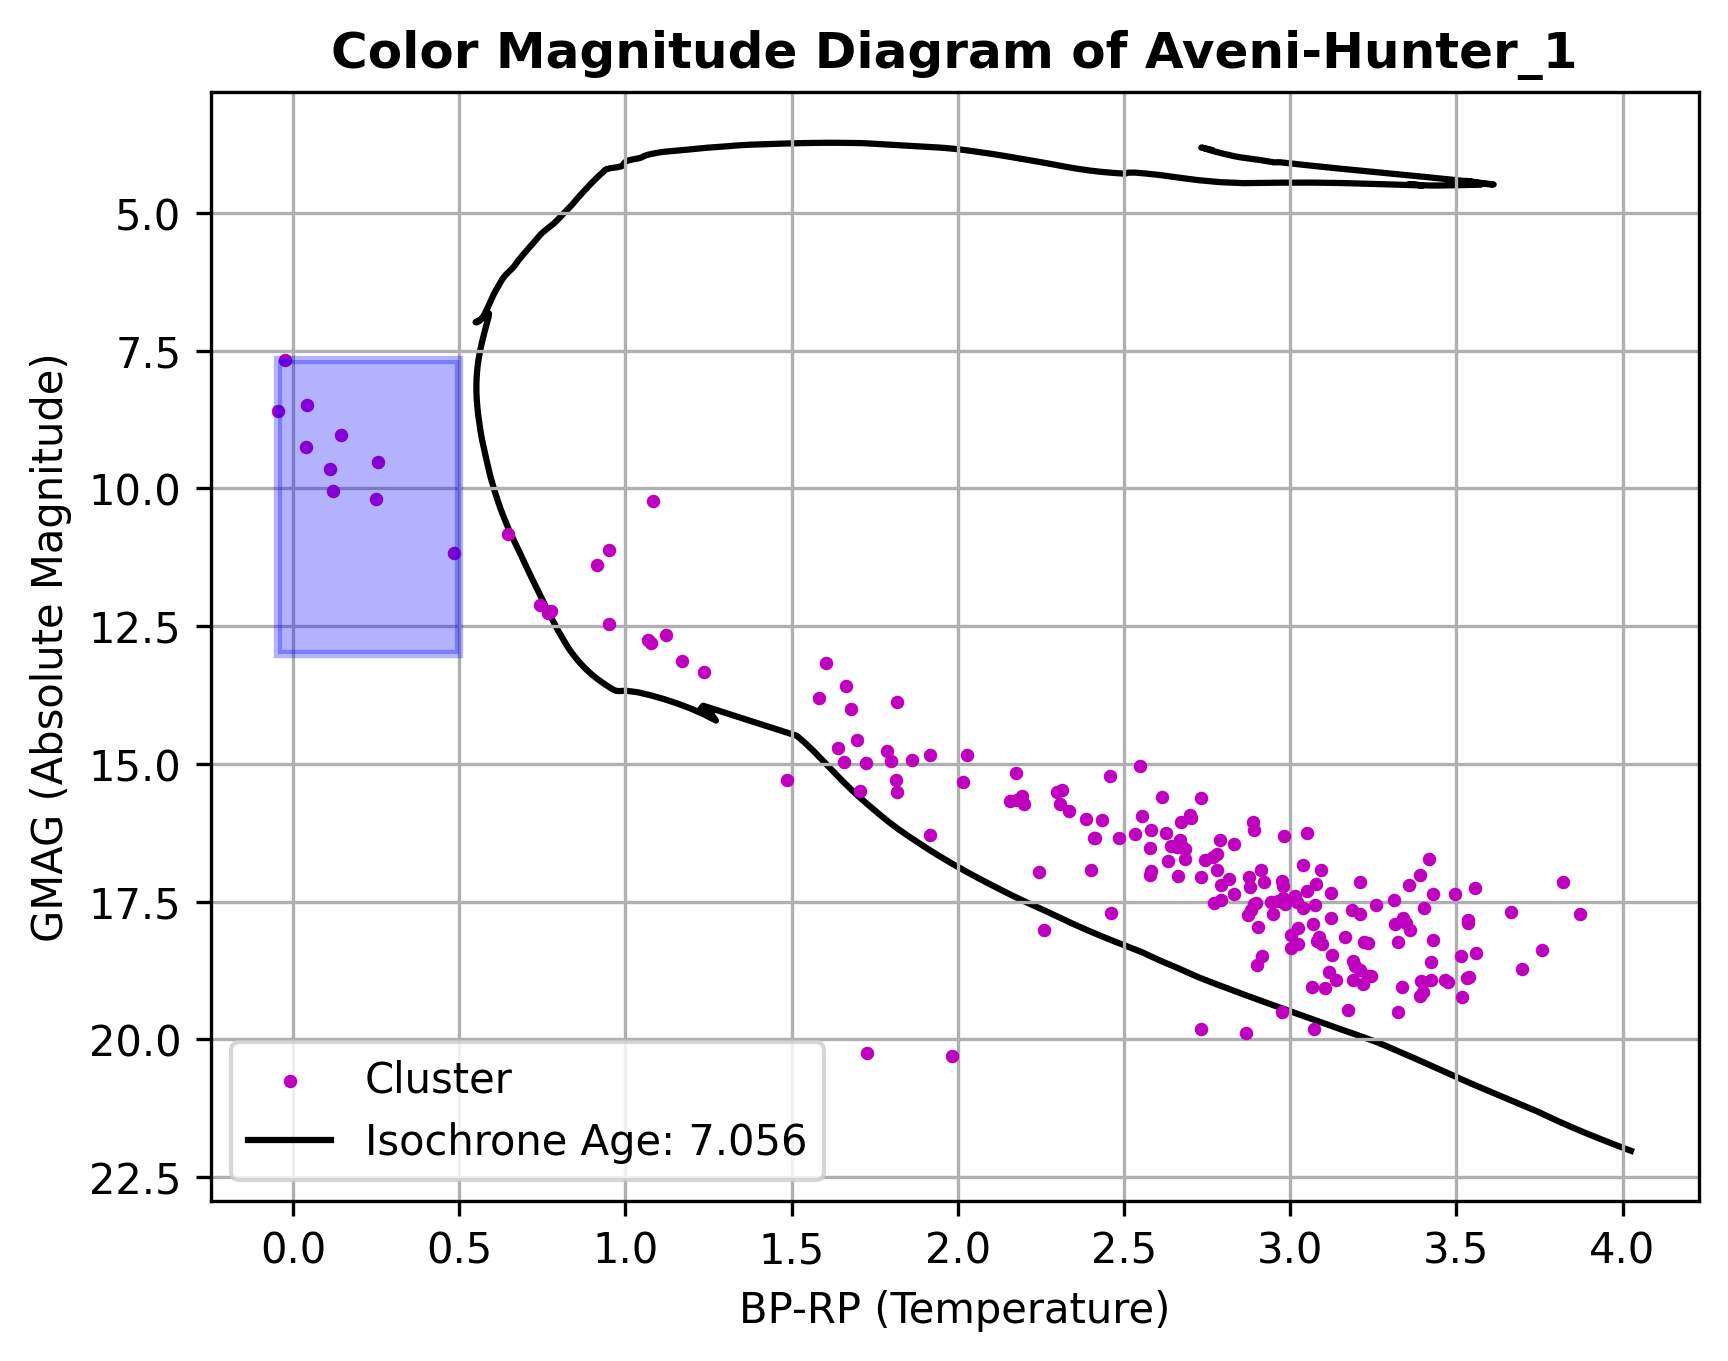 Color Magnitude Diagram of Aveni-Hunter_1
GMAG (Absolute Magnitude)
5.0
7.5
10.0
12.5
15.0
17.5
20.0
22.5
Cluster
Isochrone Age: 7.056
0.0 0.5 1.0 1.5 2.0 2.5 3.0 3.5 4.0
BP-RP (Temperature)